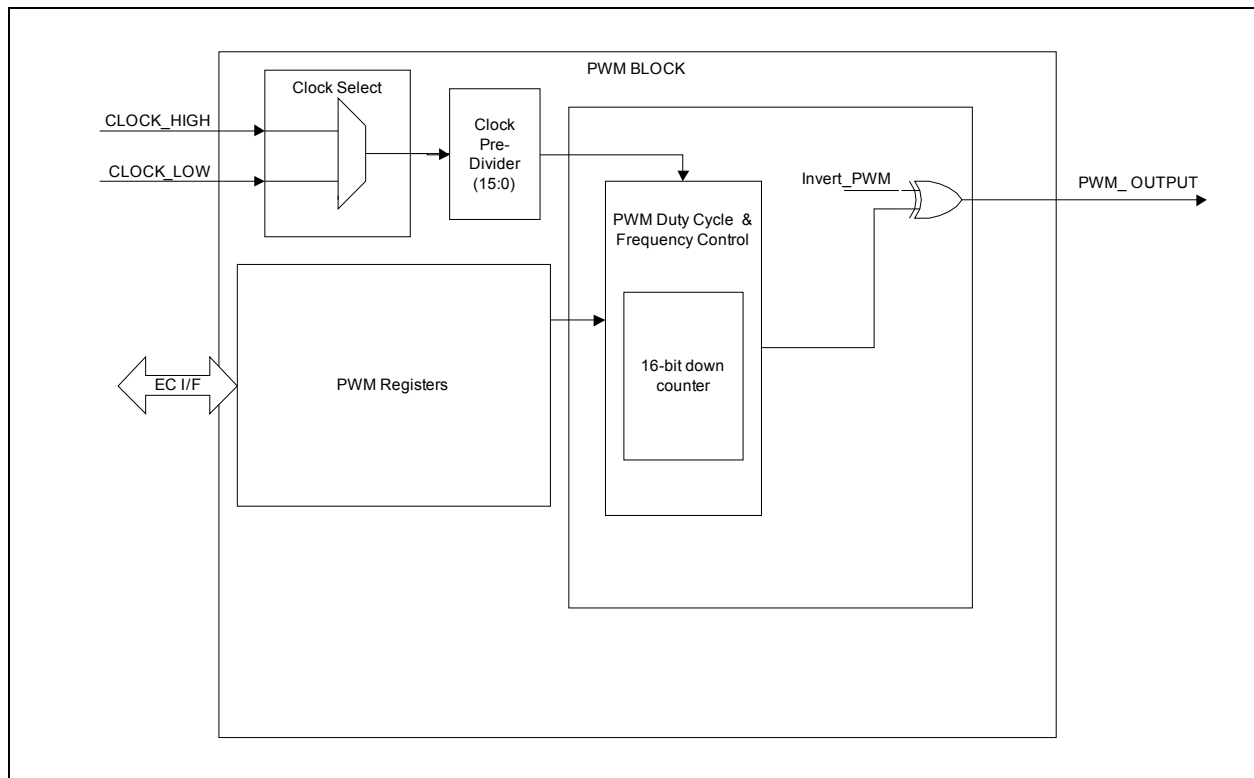 PWM BLOCK
Clock Select
CLOCK_HIGH
CLOCK_LOW
Clock
Pre-
Divider
(15:0)
Invert_PWM
PWM_ OUTPUT
PWM Duty Cycle &
Frequency Control
16-bit down
counter
EC I/F
PWM Registers